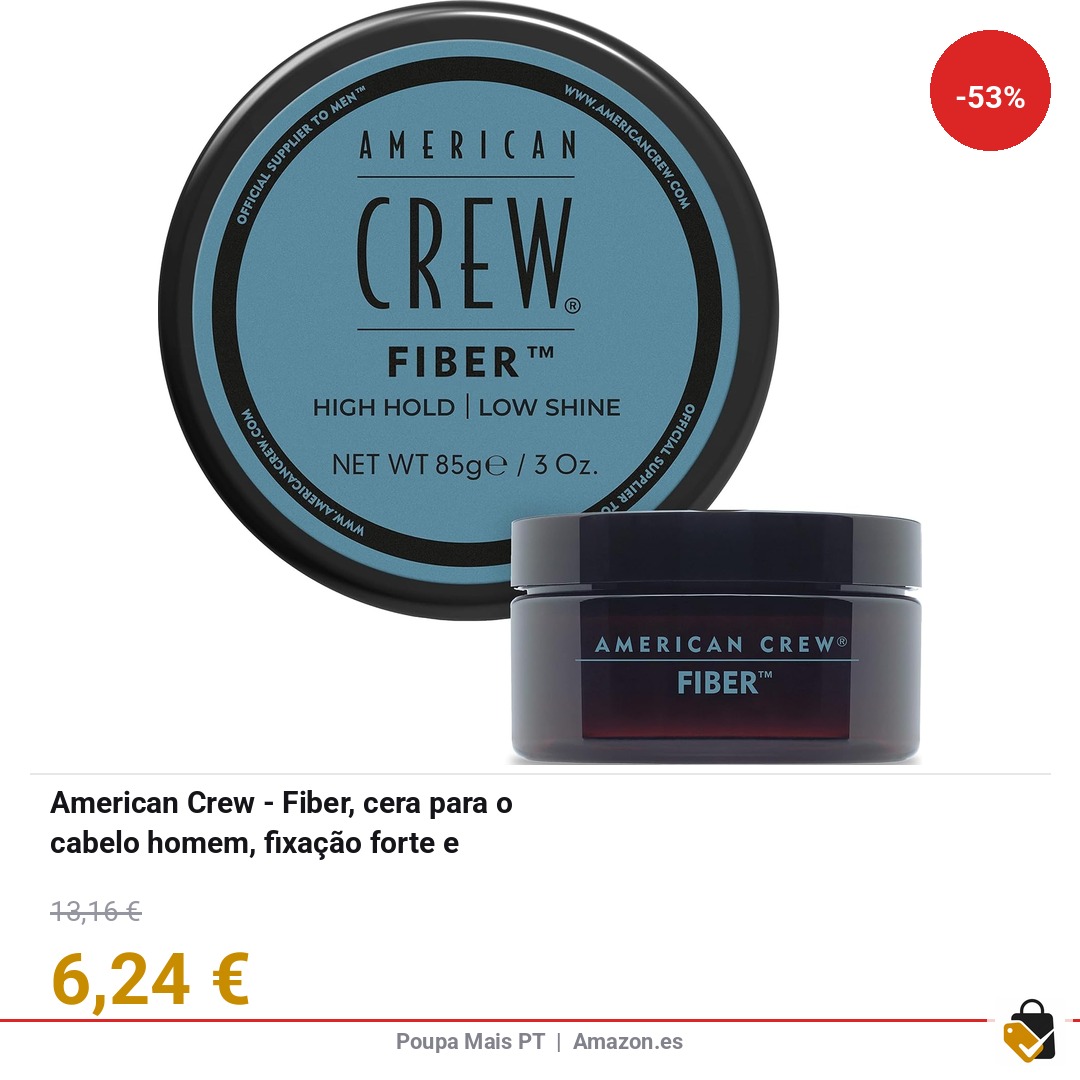 -53%
OFFICIAL SUPPLIER TO MEN™
WWW.AMERICANCREW.COM
AMERICAN
CREW®
FIBER™
HIGH HOLD | LOW SHINE
NET WT 85g℮ / 3 Oz.
WWW.AMERICANCREW.COM
OFFICIAL SUPPLIER TO
AMERICAN CREW®
FIBER™
American Crew - Fiber, cera para o
cabelo homem, fixação forte e
13,16 €
6,24 €
Poupa Mais PT | Amazon.es